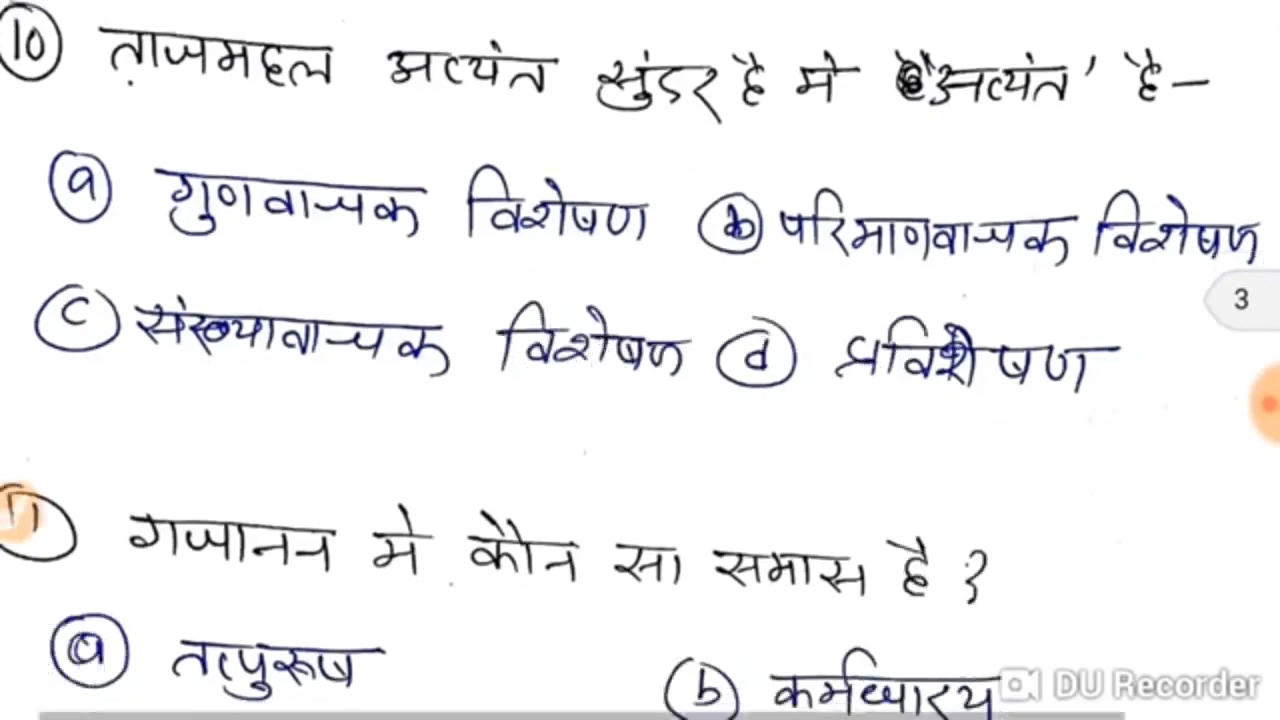 10 ताजमहल अत्यंत सुंदर है मे 'अत्यंत' है -
a गुणवाचक विशेषण b परिमाणवाचक विशेषण
3
c संख्यावाचक विशेषण d प्रविशेषण
11 गजानन मे कौन सा समास है ?
a तत्पुरूष
b कर्मधारय
DU Recorder